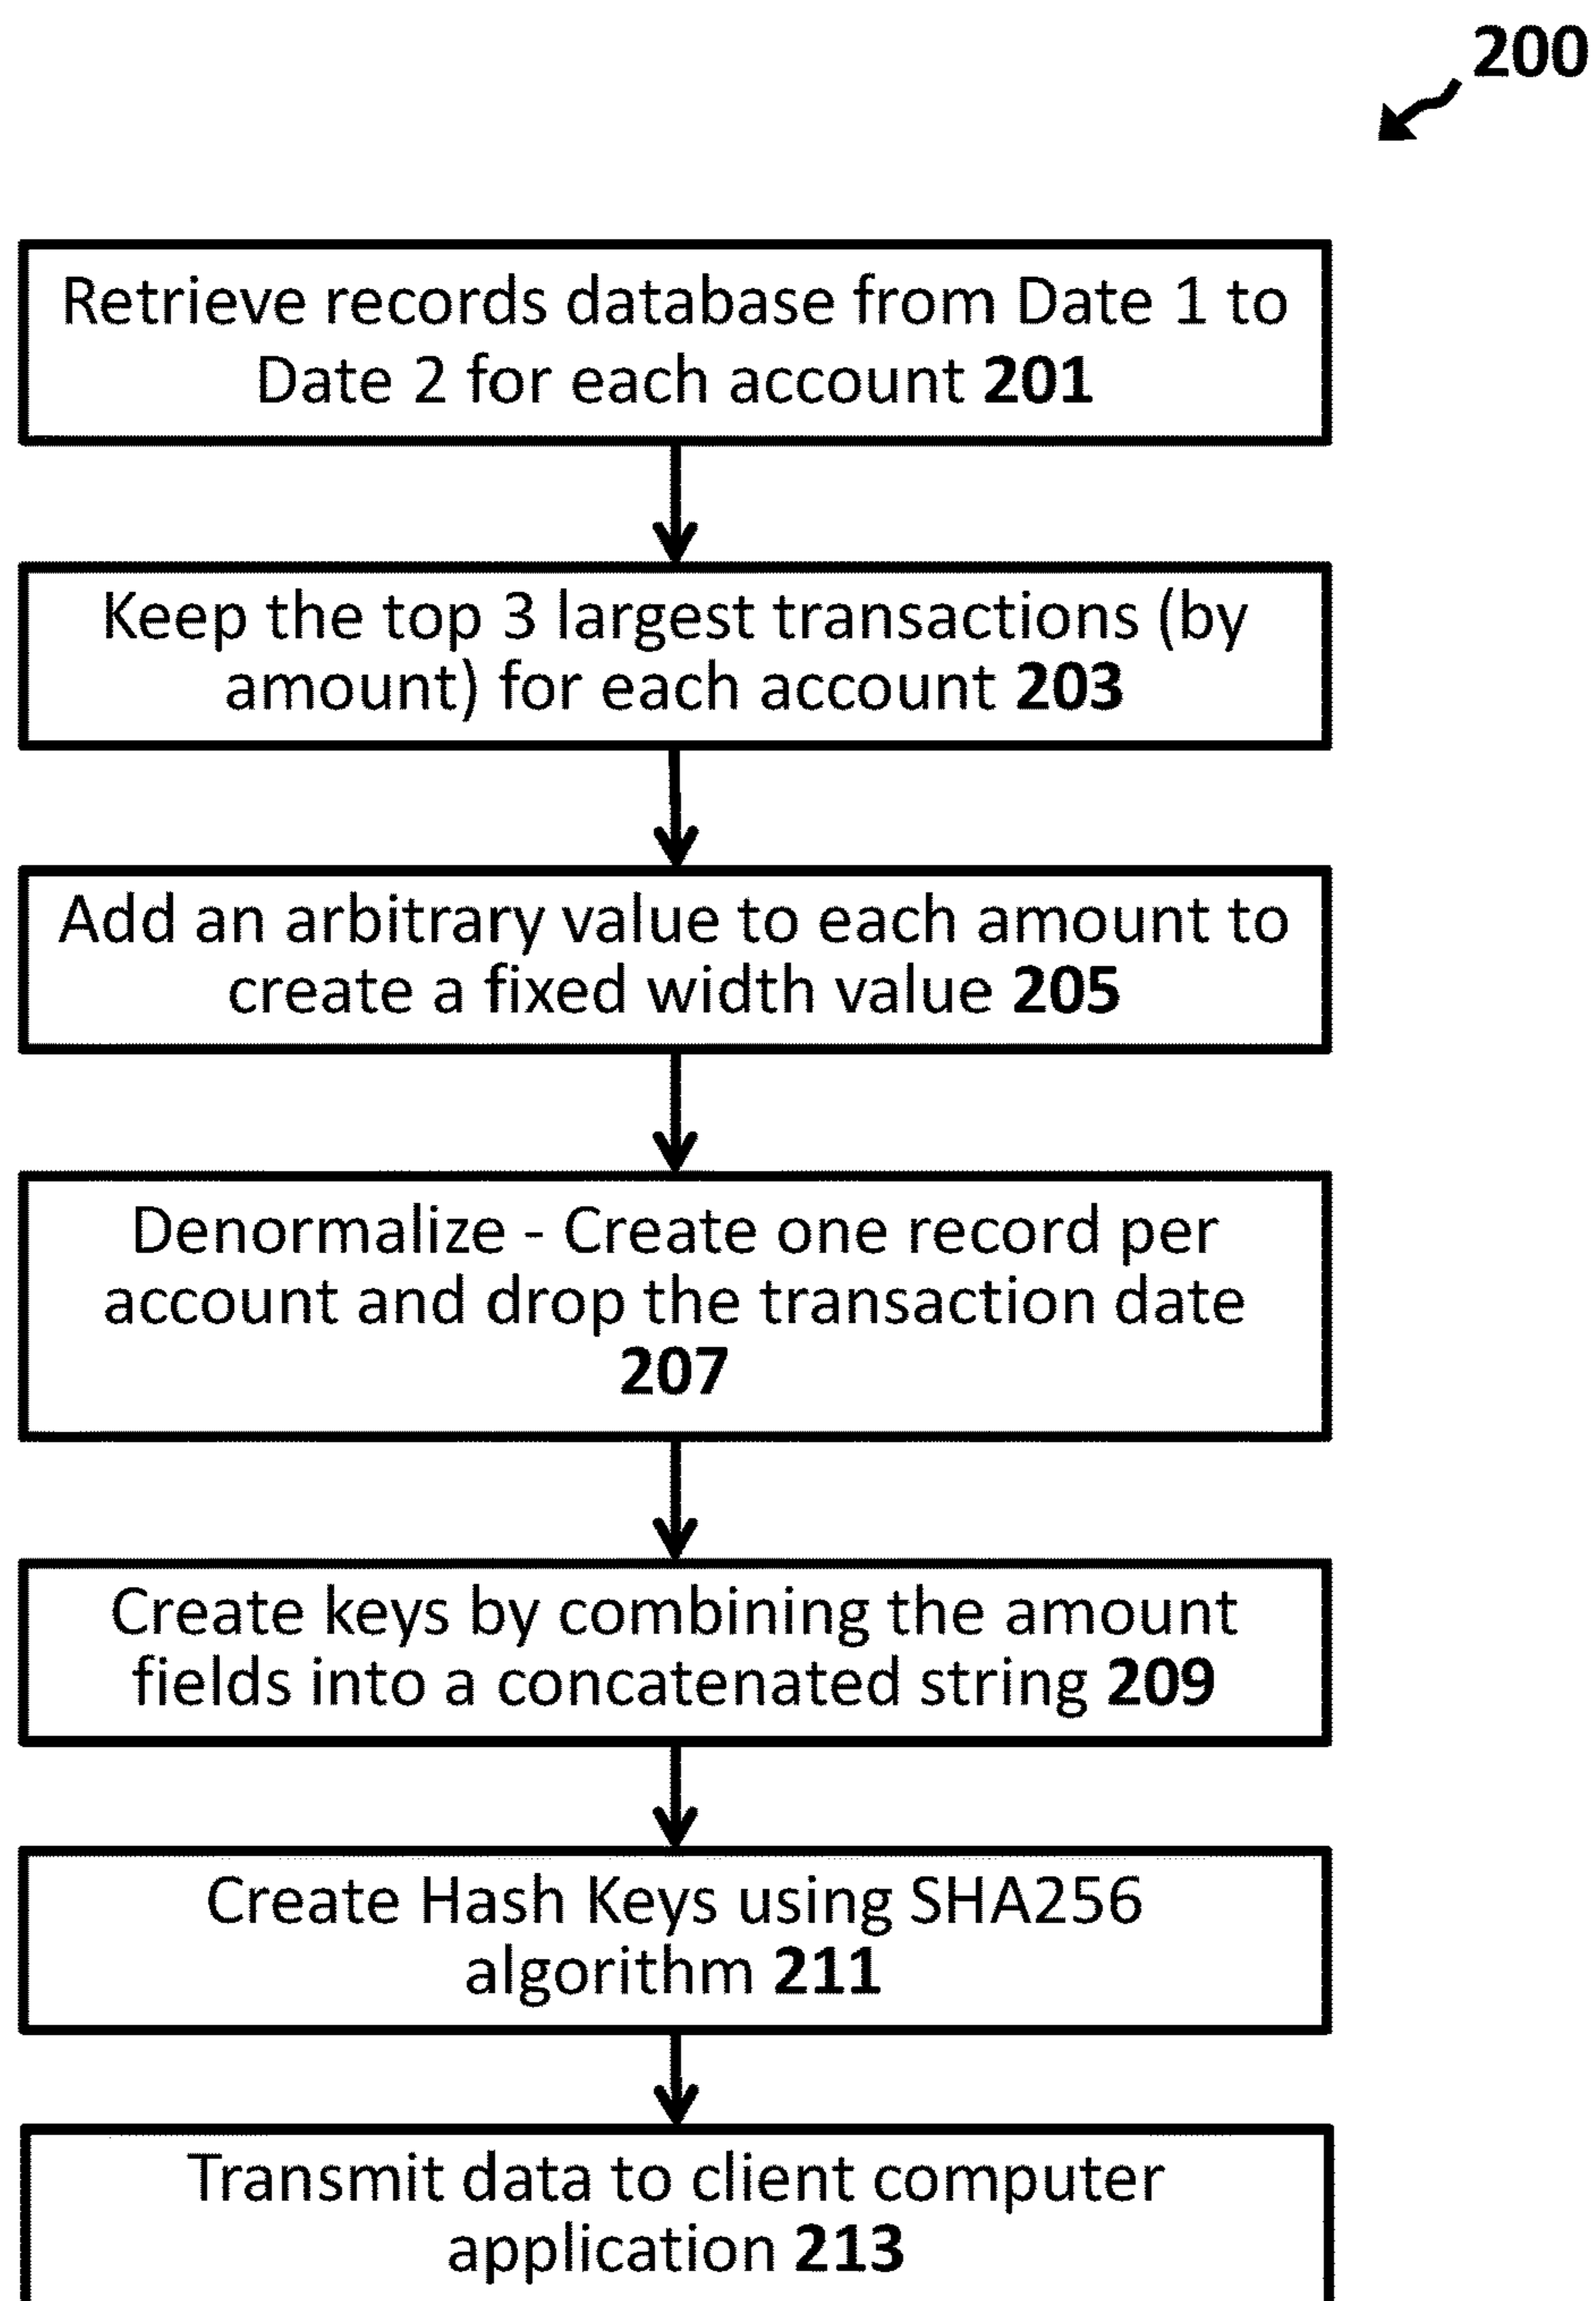 200
Retrieve records database from Date 1 to
Date 2 for each account 201
Keep the top 3 largest transactions (by
amount) for each account 203
Add an arbitrary value to each amount to
create a fixed width value 205
Denormalize - Create one record per
account and drop the transaction date
207
Create keys by combining the amount
fields into a concatenated string 209
Create Hash Keys using SHA256
algorithm 211
Transmit data to client computer
application 213